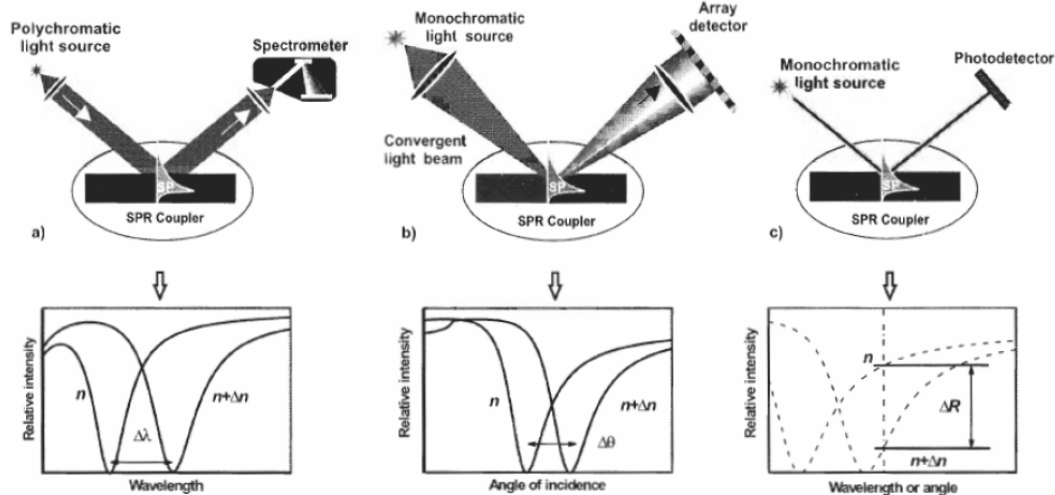 Polychromatic
light source
Spectrometer
SP
SPR Coupler
a)
Monochromatic
light source
Array
detector
Convergent
light beam
SP
SPR Coupler
b)
Monochromatic
light source
Photodetector
SP
SPR Coupler
c)
Relative intensity
n
n+Δn
Δλ
Wavelength
Relative intensity
n
n+Δn
Δθ
Angle of incidence
Relative intensity
n
ΔR
n+Δn
Wavelength or angle